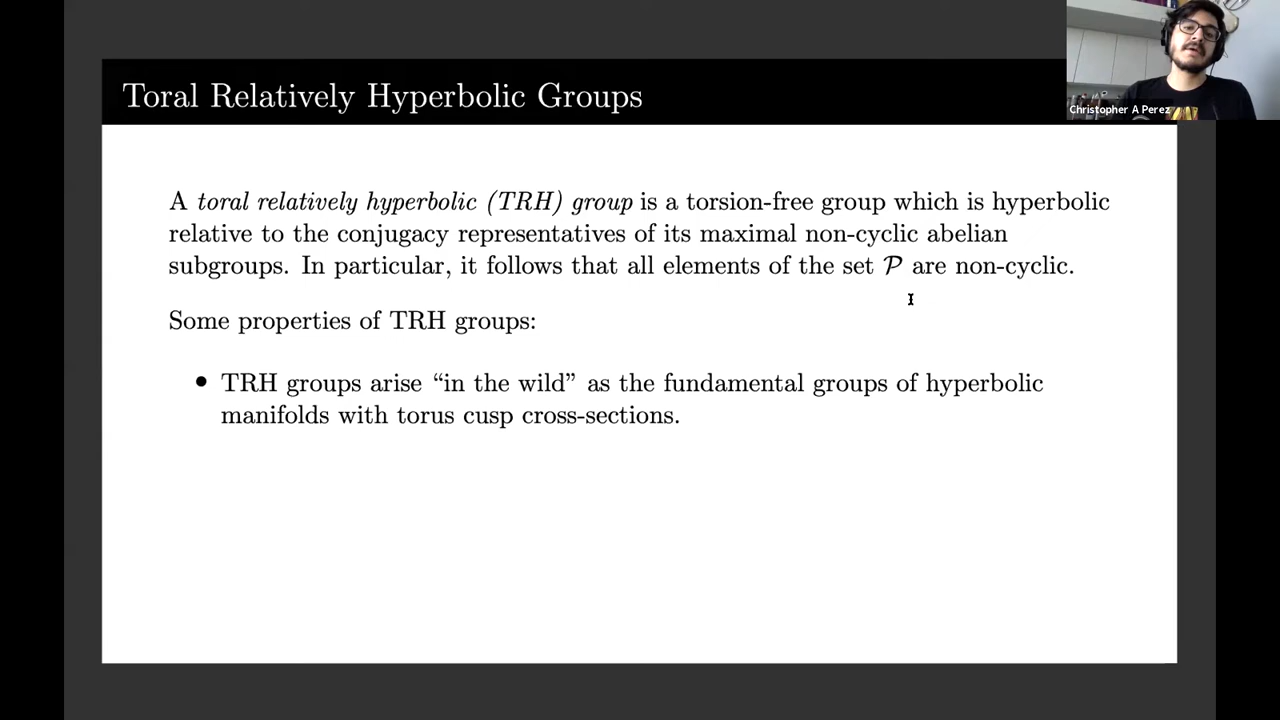 Toral Relatively Hyperbolic Groups
Christopher A Perez
A toral relatively hyperbolic (TRH) group is a torsion-free group which is hyperbolic
relative to the conjugacy representatives of its maximal non-cyclic abelian
subgroups. In particular, it follows that all elements of the set 𝒫 are non-cyclic.
Some properties of TRH groups:
• TRH groups arise “in the wild” as the fundamental groups of hyperbolic
manifolds with torus cusp cross-sections.